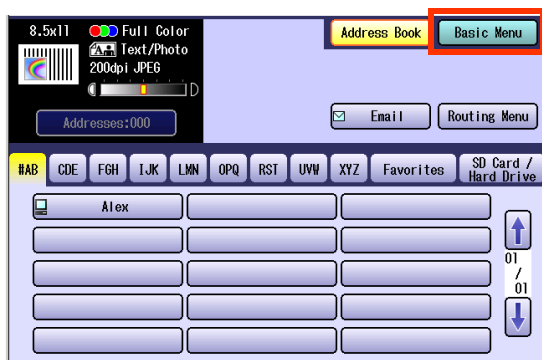 8.5x11 Full Color
Text/Photo
200dpi JPEG
D
Addresses:000
Address Book
Basic Menu
Email
Routing Menu
#AB CDE FGH IJK LMN OPQ RST UVW XYZ Favorites SD Card /
Hard Drive
Alex
01
/
01